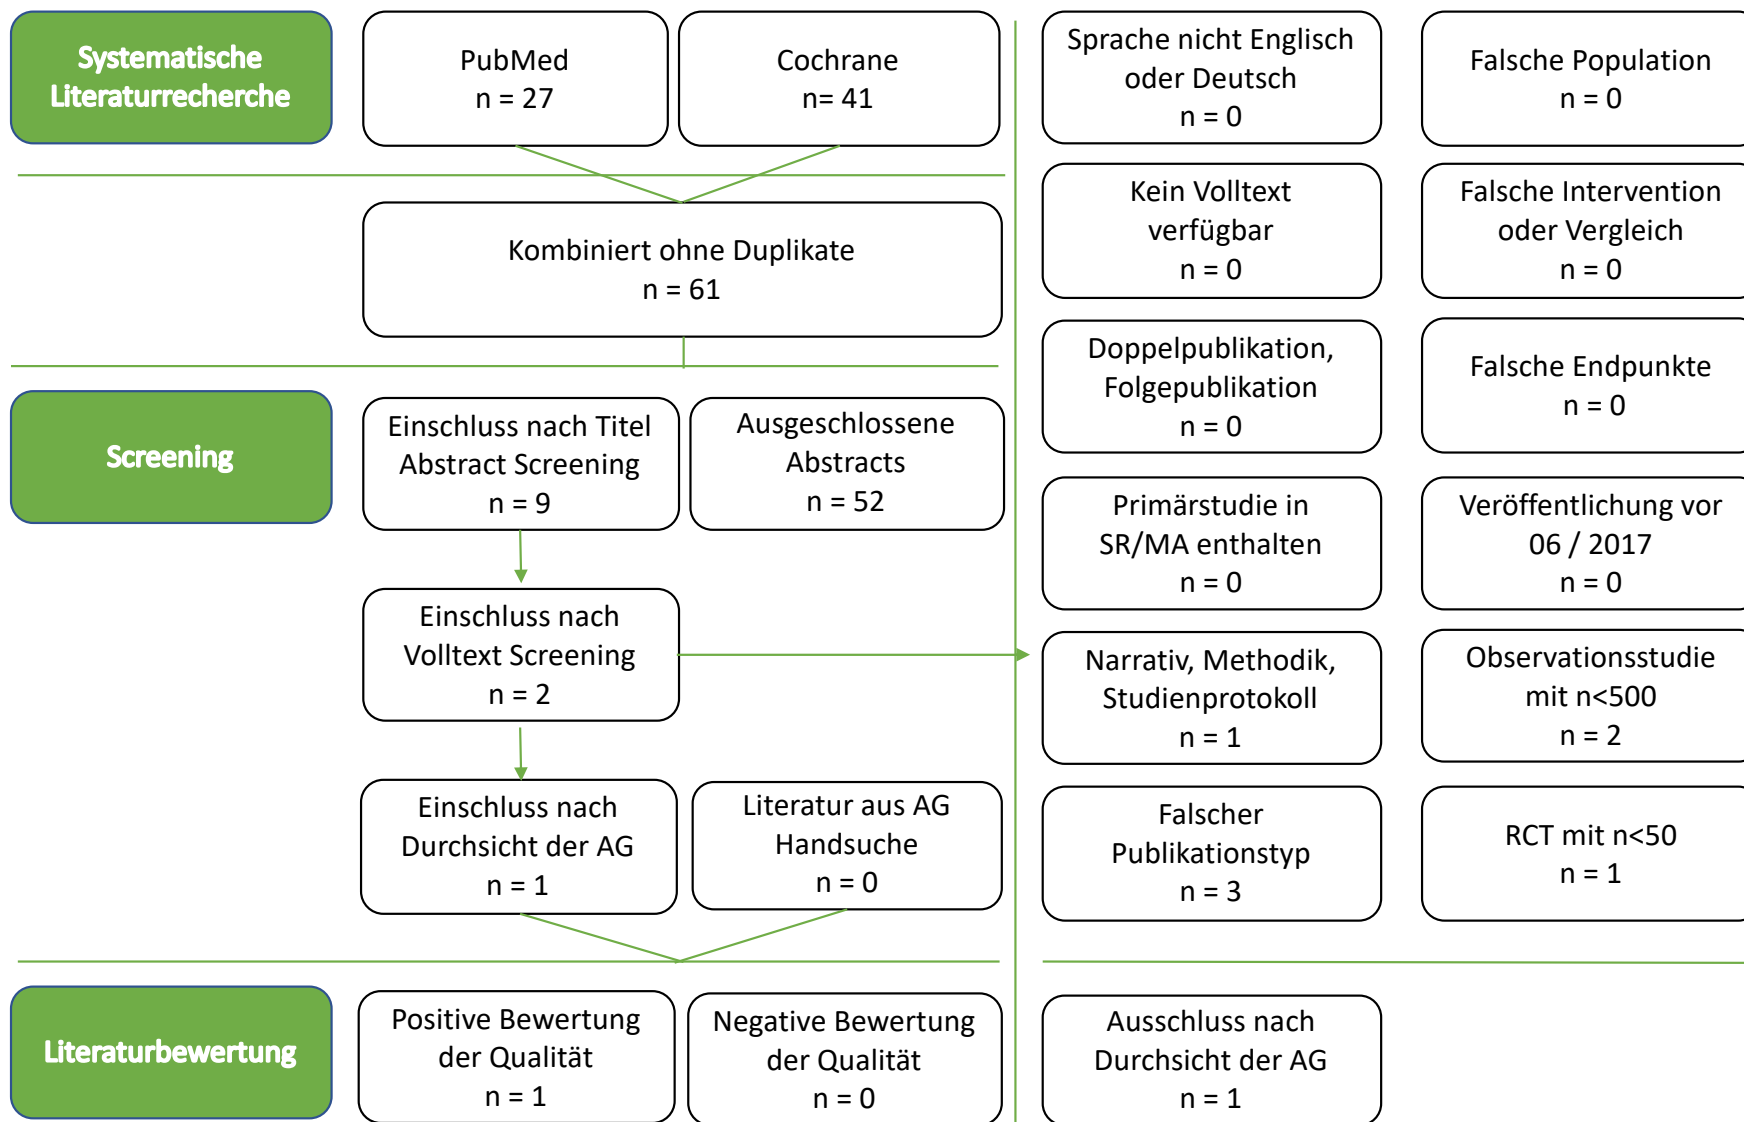 Systematische
Literaturrecherche
PubMed
n = 27
Cochrane
n= 41
Kombiniert ohne Duplikate
n = 61
Screening
Einschluss nach Titel
Abstract Screening
n = 9
Ausgeschlossene
Abstracts
n = 52
Einschluss nach
Volltext Screening
n = 2
Einschluss nach
Durchsicht der AG
n = 1
Literatur aus AG
Handsuche
n = 0
Literaturbewertung
Positive Bewertung
der Qualität
n = 1
Negative Bewertung
der Qualität
n = 0
Sprache nicht Englisch
oder Deutsch
n = 0
Falsche Population
n = 0
Kein Volltext
verfügbar
n = 0
Falsche Intervention
oder Vergleich
n = 0
Doppelpublikation,
Folgepublikation
n = 0
Falsche Endpunkte
n = 0
Primärstudie in
SR/MA enthalten
n = 0
Veröffentlichung vor
06 / 2017
n = 0
Narrativ, Methodik,
Studienprotokoll
n = 1
Observationsstudie
mit n<500
n = 2
Falscher
Publikationstyp
n = 3
RCT mit n<50
n = 1
Ausschluss nach
Durchsicht der AG
n = 1